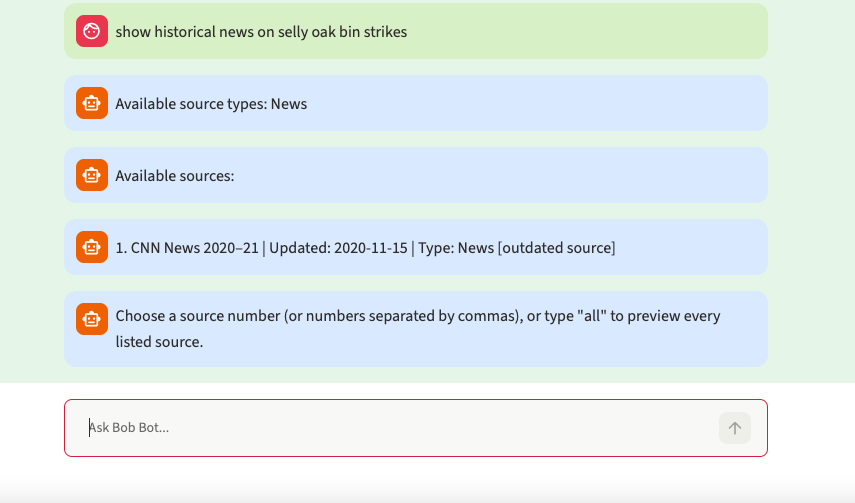 show historical news on selly oak bin strikes
Available source types: News
Available sources:
1. CNN News 2020–21 | Updated: 2020-11-15 | Type: News [outdated source]
Choose a source number (or numbers separated by commas), or type "all" to preview every
listed source.
Ask Bob Bot...